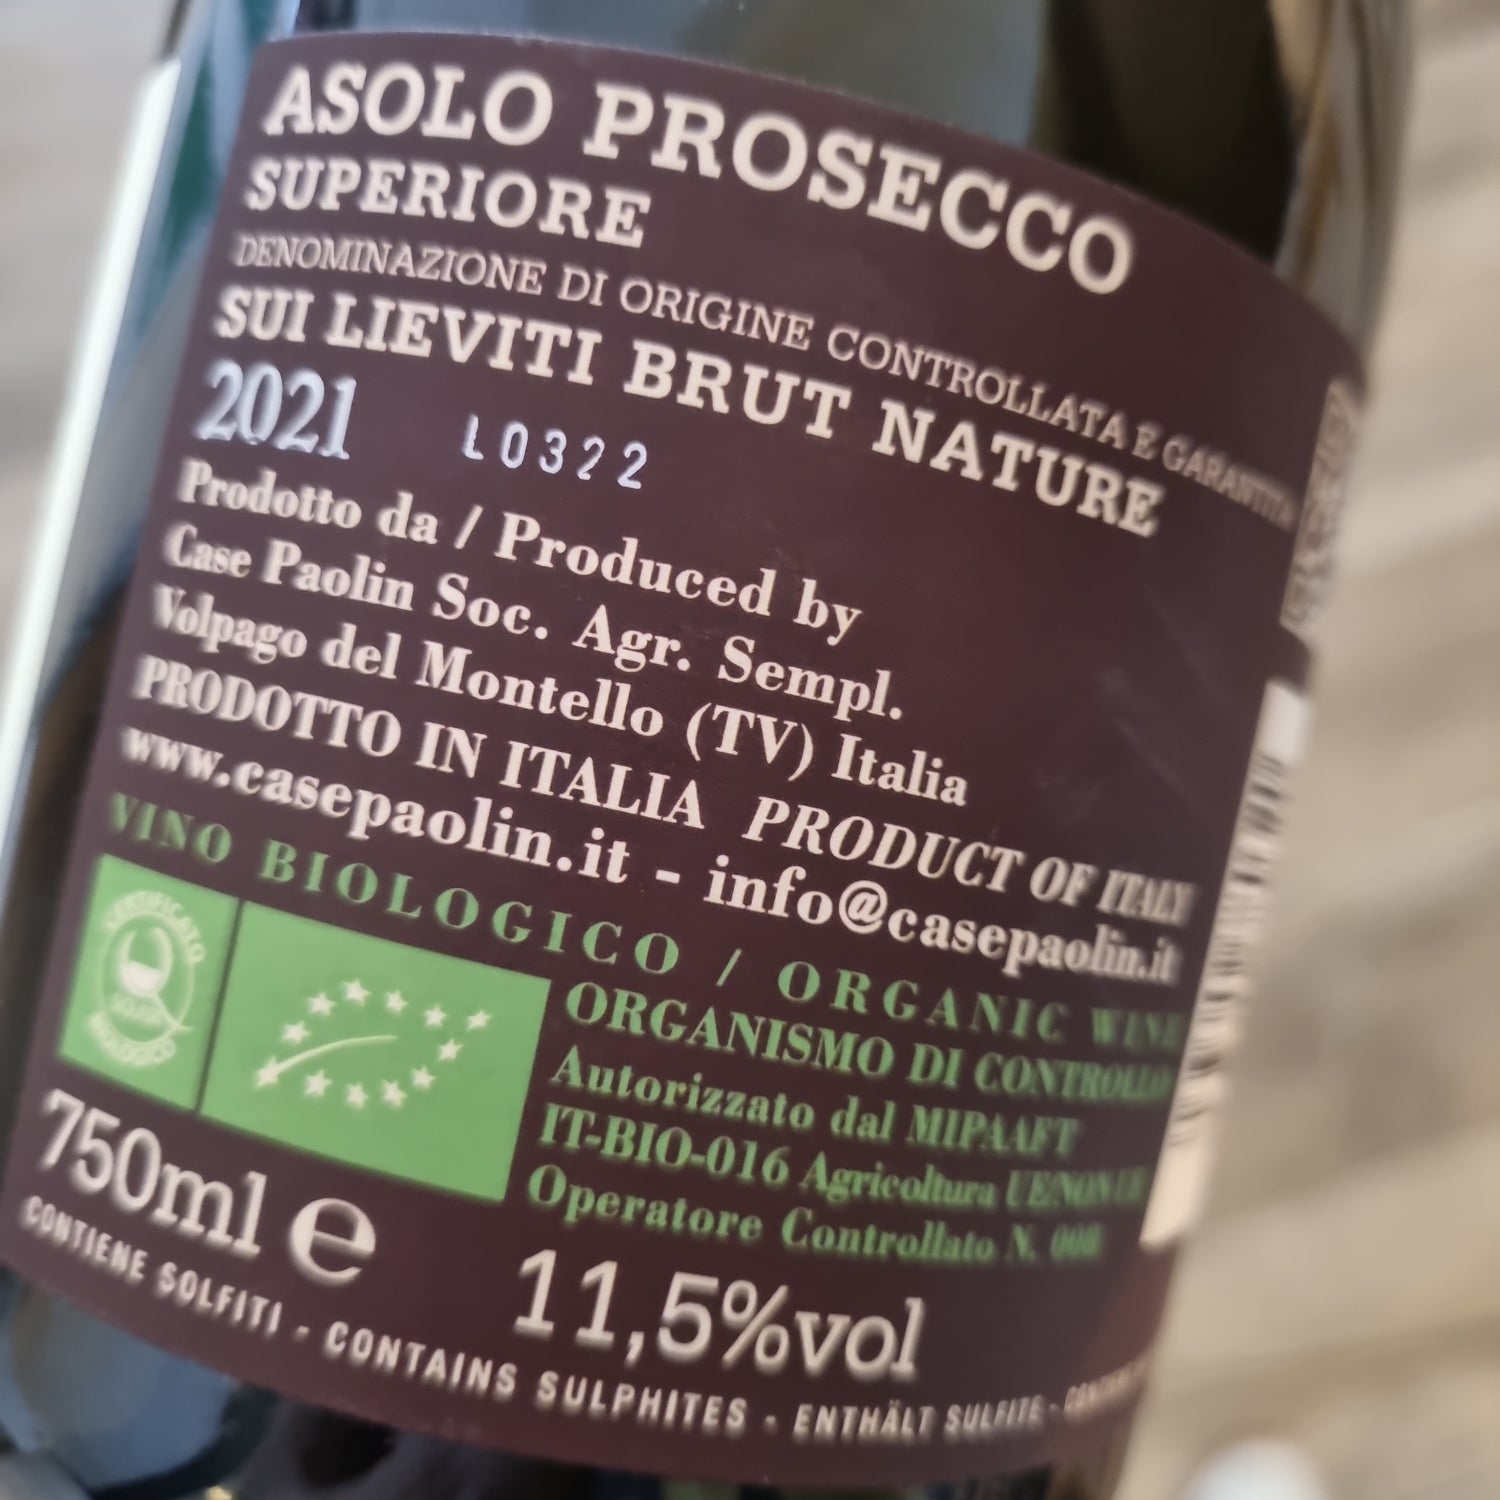 ASOLO PROSECCO
SUPERIORE
DENOMINAZIONE DI ORIGINE CONTROLLATA E GARANTITA
SUI LIEVITI BRUT NATURE
2021 L0322
Prodotto da / Produced by
Case Paolin Soc. Agr. Sempl.
Volpago del Montello (TV) Italia
PRODOTTO IN ITALIA PRODUCT OF ITALY
www.casepaolin.it - info@casepaolin.it
VINO BIOLOGICO / ORGANIC WINE
CERTIFICATO
BIOLOGICO
ORGANISMO DI CONTROLLO
Autorizzato dal MIPAAFT
IT-BIO-016 Agricoltura UE/NON UE
Operatore Controllato N.
750ml e 11,5%vol
CONTIENE SOLFITI - CONTAINS SULPHITES - ENTHÄLT SULFITE -